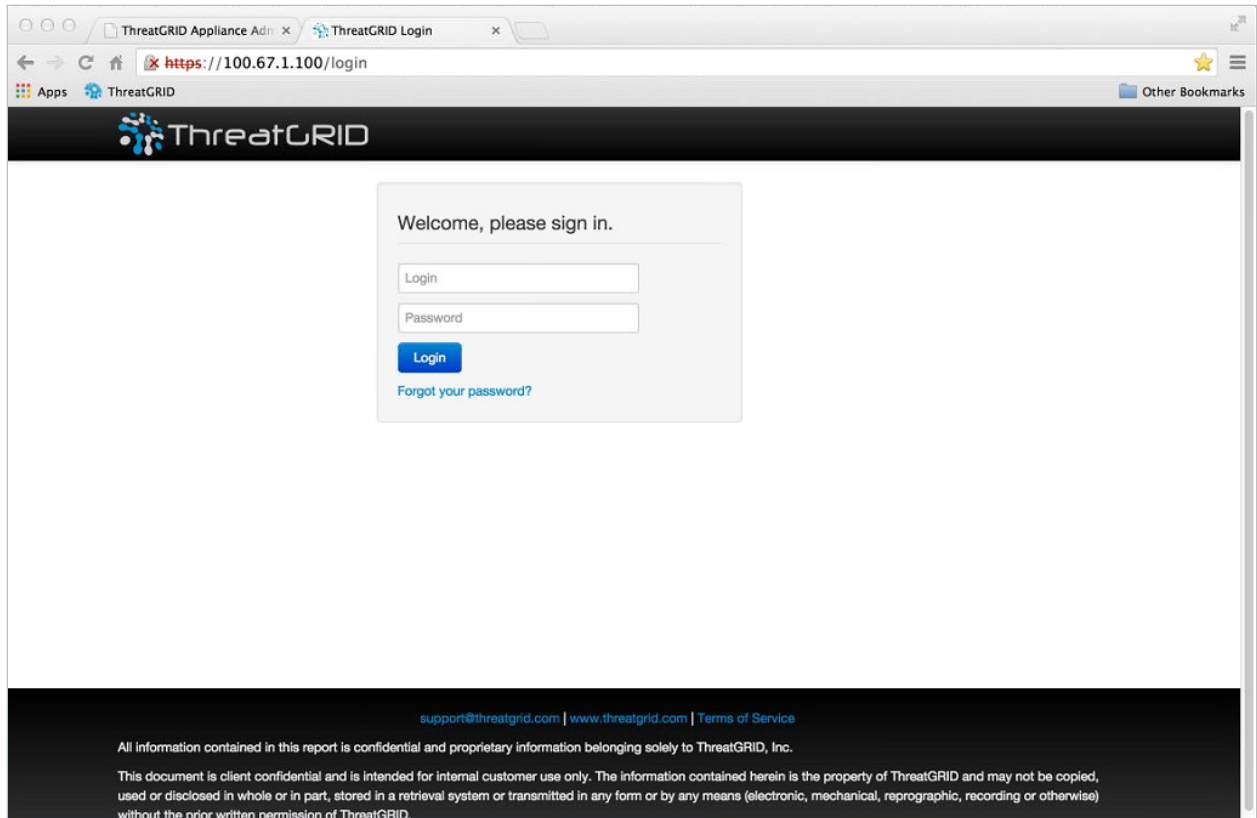 ThreatGRID Appliance Adn
ThreatGRID Login
https://100.67.1.100/login
Apps
ThreatGRID
Other Bookmarks
ThreatGRID
Welcome, please sign in.
Login
Password
Login
Forgot your password?
support@threatgrid.com | www.threatgrid.com | Terms of Service
All information contained in this report is confidential and proprietary information belonging solely to ThreatGRID, Inc.
This document is client confidential and is intended for internal customer use only. The information contained herein is the property of ThreatGRID and may not be copied,
used or disclosed in whole or in part, stored in a retrieval system or transmitted in any form or by any means (electronic, mechanical, reprographic, recording or otherwise)
without the prior written permission of ThreatGRID.